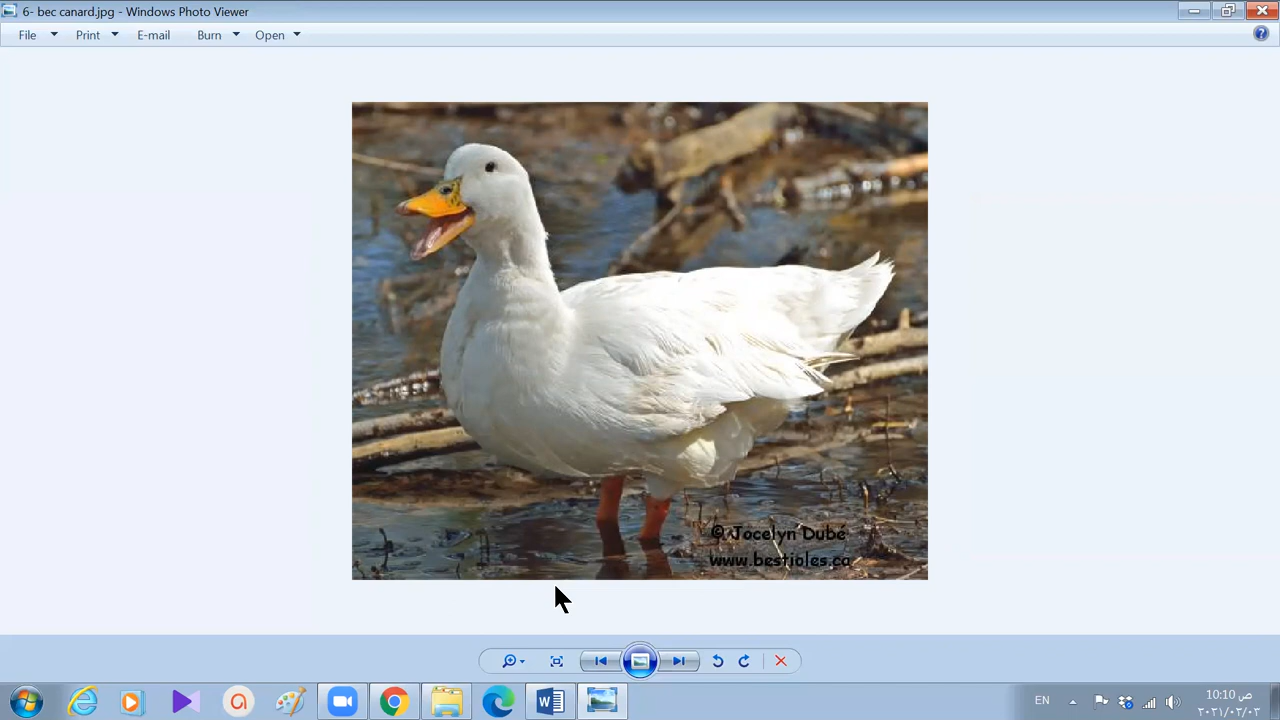 6- bec canard.jpg - Windows Photo Viewer
File Print E-mail Burn Open
© Jocelyn Dubé
www.bestioles.ca
EN
10:10 ص
٢٠٢١/٠٣/٠٣